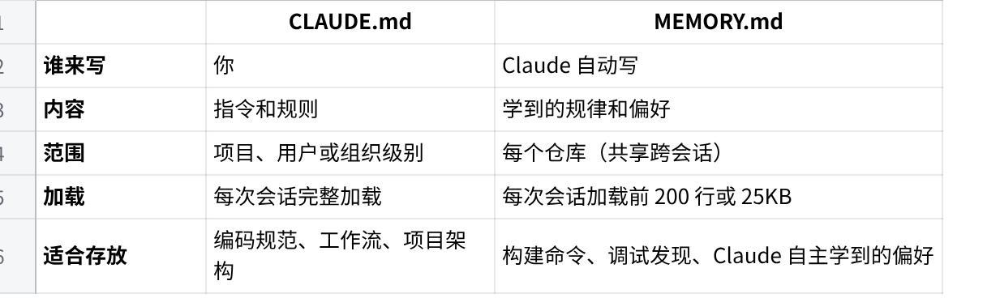 1
CLAUDE.md
MEMORY.md
2
谁来写
你
Claude 自动写
3
内容
指令和规则
学到的规律和偏好
4
范围
项目、用户或组织级别
每个仓库（共享跨会话）
5
加载
每次会话完整加载
每次会话加载前 200 行或 25KB
6
适合存放
编码规范、工作流、项目架
构
构建命令、调试发现、Claude 自主学到的偏好